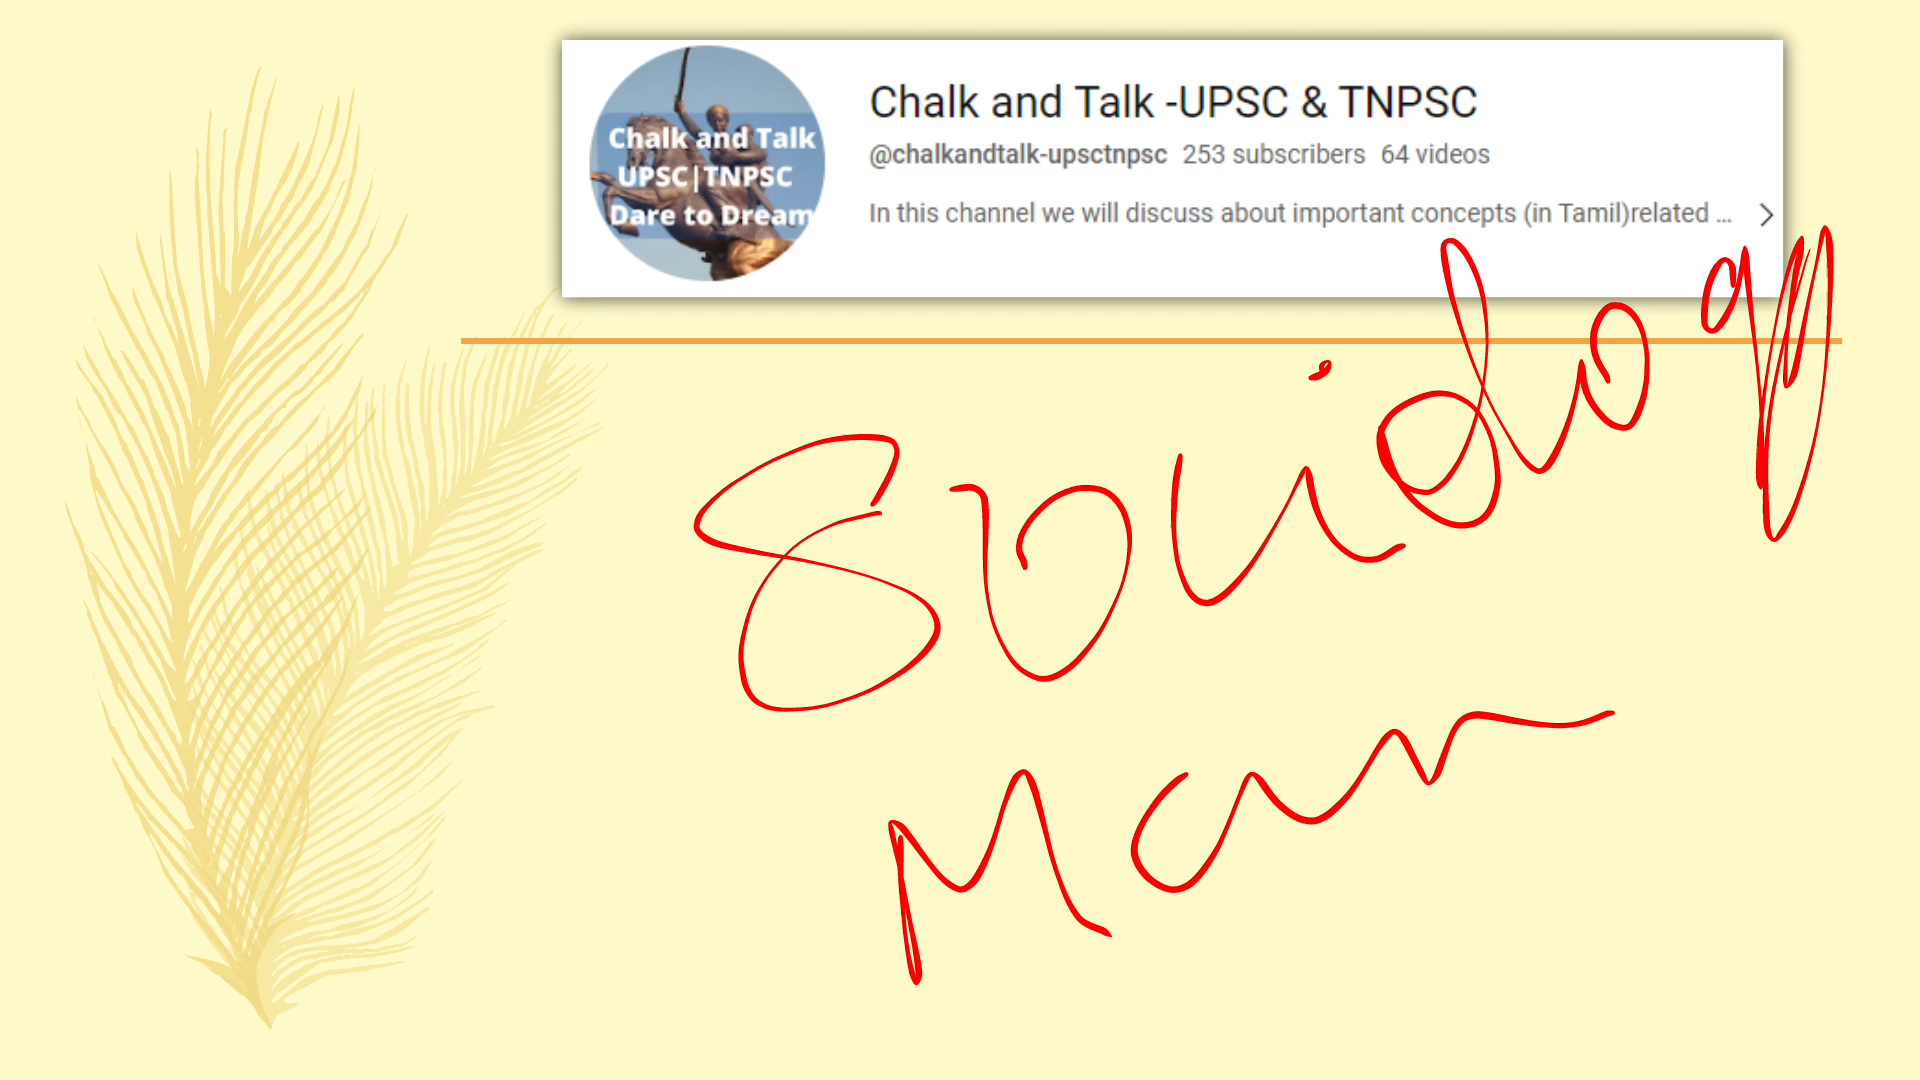 Chalk and Talk -UPSC & TNPSC
@chalkandtalk-upsctnpsc 253 subscribers 64 videos
In this channel we will discuss about important concepts (in Tamil)related ...
Chalk and Talk
UPSC|TNPSC
Dare to Dream
Man